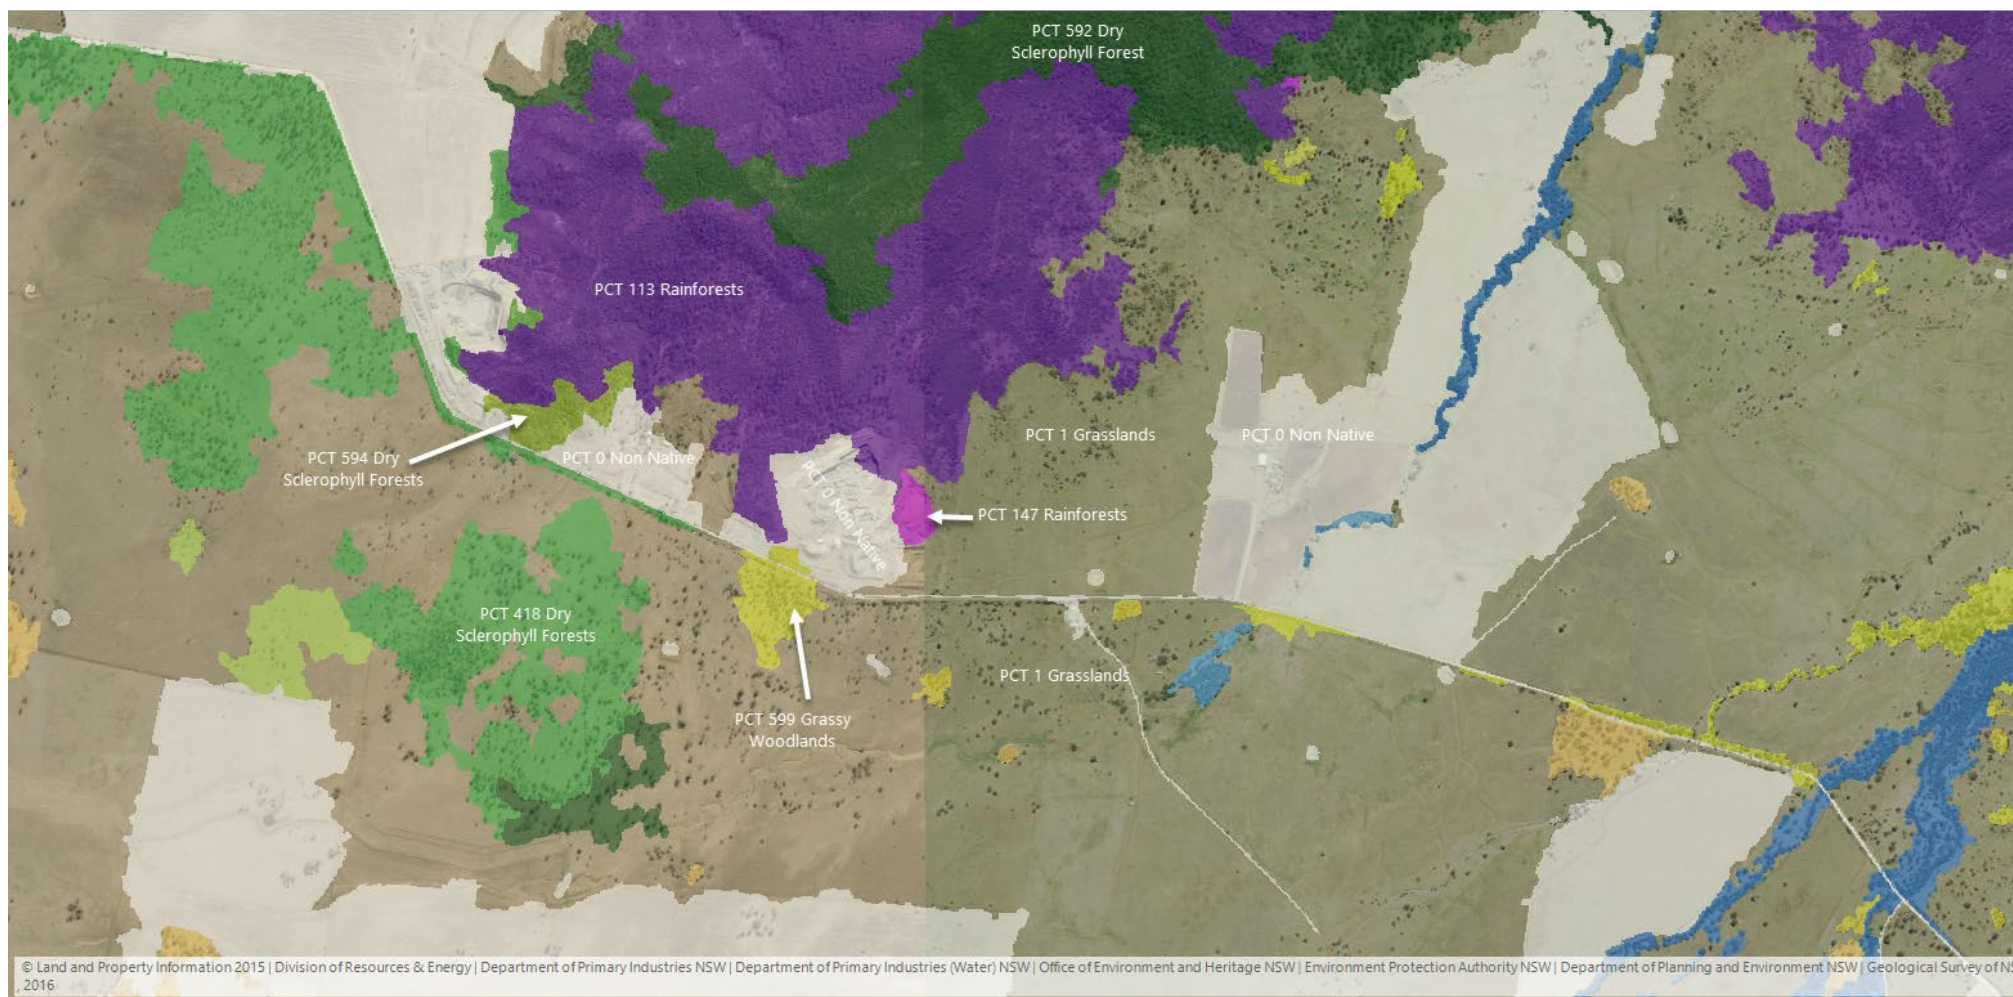 PCT 592 Dry
Sclerophyll Forest
PCT 113 Rainforests
PCT 594 Dry
Sclerophyll Forests
PCT 0 Non Native
PCT 0 Non Native
PCT 1 Grasslands
PCT 0 Non Native
PCT 147 Rainforests
PCT 418 Dry
Sclerophyll Forests
PCT 599 Grassy
Woodlands
PCT 1 Grasslands
© Land and Property Information 2015 | Division of Resources & Energy | Department of Primary Industries NSW | Department of Primary Industries (Water) NSW | Office of Environment and Heritage NSW | Environment Protection Authority NSW | Department of Planning and Environment NSW | Geological Survey of
, 2016